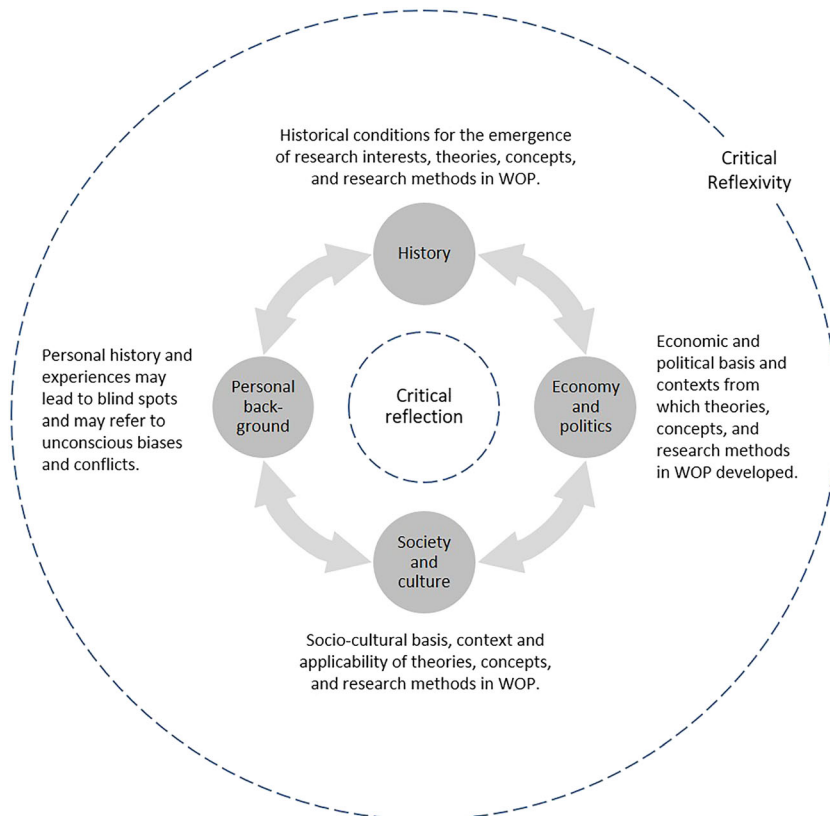 Historical conditions for the emergence
of research interests, theories, concepts,
and research methods in WOP.
Critical
Reflexivity
History
Personal history and
experiences may
lead to blind spots
and may refer to
unconscious biases
and conflicts.
Personal
back-
ground
Critical
reflection
Economy
and
politics
Economic and
political basis and
contexts from
which theories,
concepts, and
research methods
in WOP developed.
Society
and
culture
Socio-cultural basis, context and
applicability of theories, concepts,
and research methods in WOP.